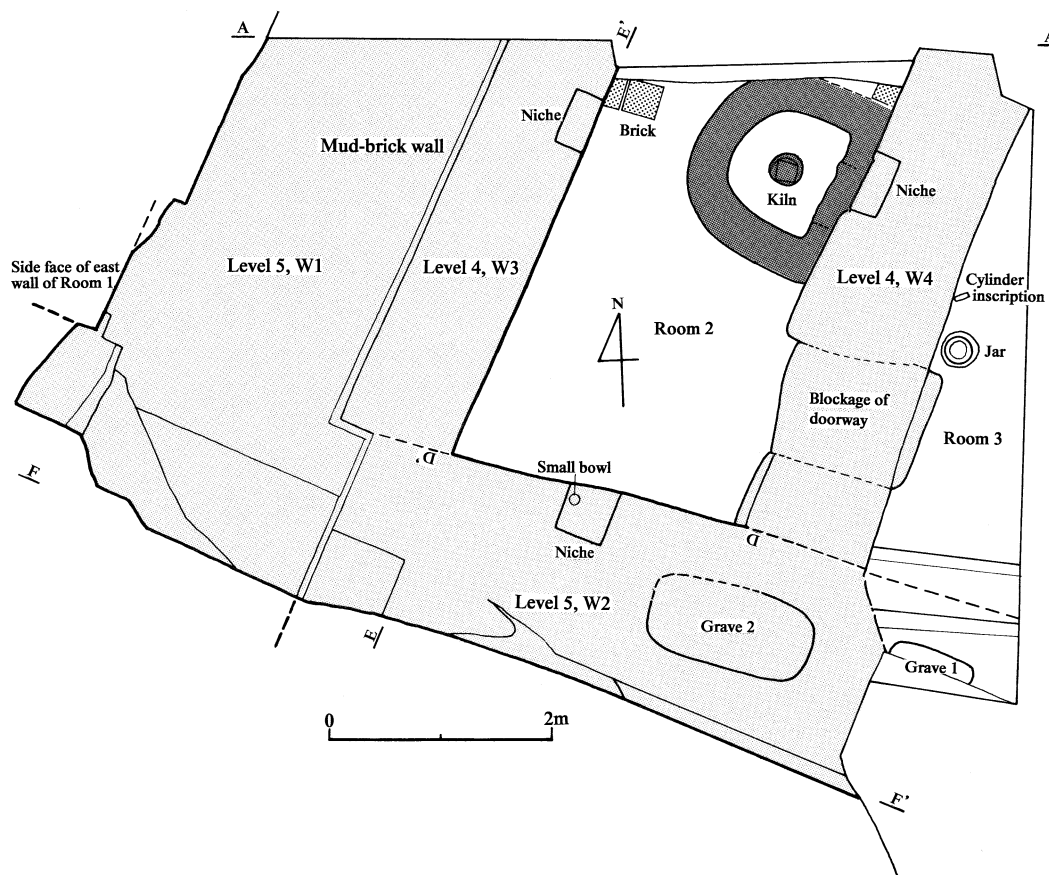 A
E'
A
Niche
Brick
Mud-brick wall
Kiln
Niche
Side face of east
wall of Room 1
Level 5, W1
Level 4, W3
Level 4, W4
Cylinder
inscription
N
Room 2
Jar
Blockage of
doorway
Room 3
D'
F
Small bowl
Niche
D
Level 5, W2
E
Grave 2
Grave 1
0
2m
F'